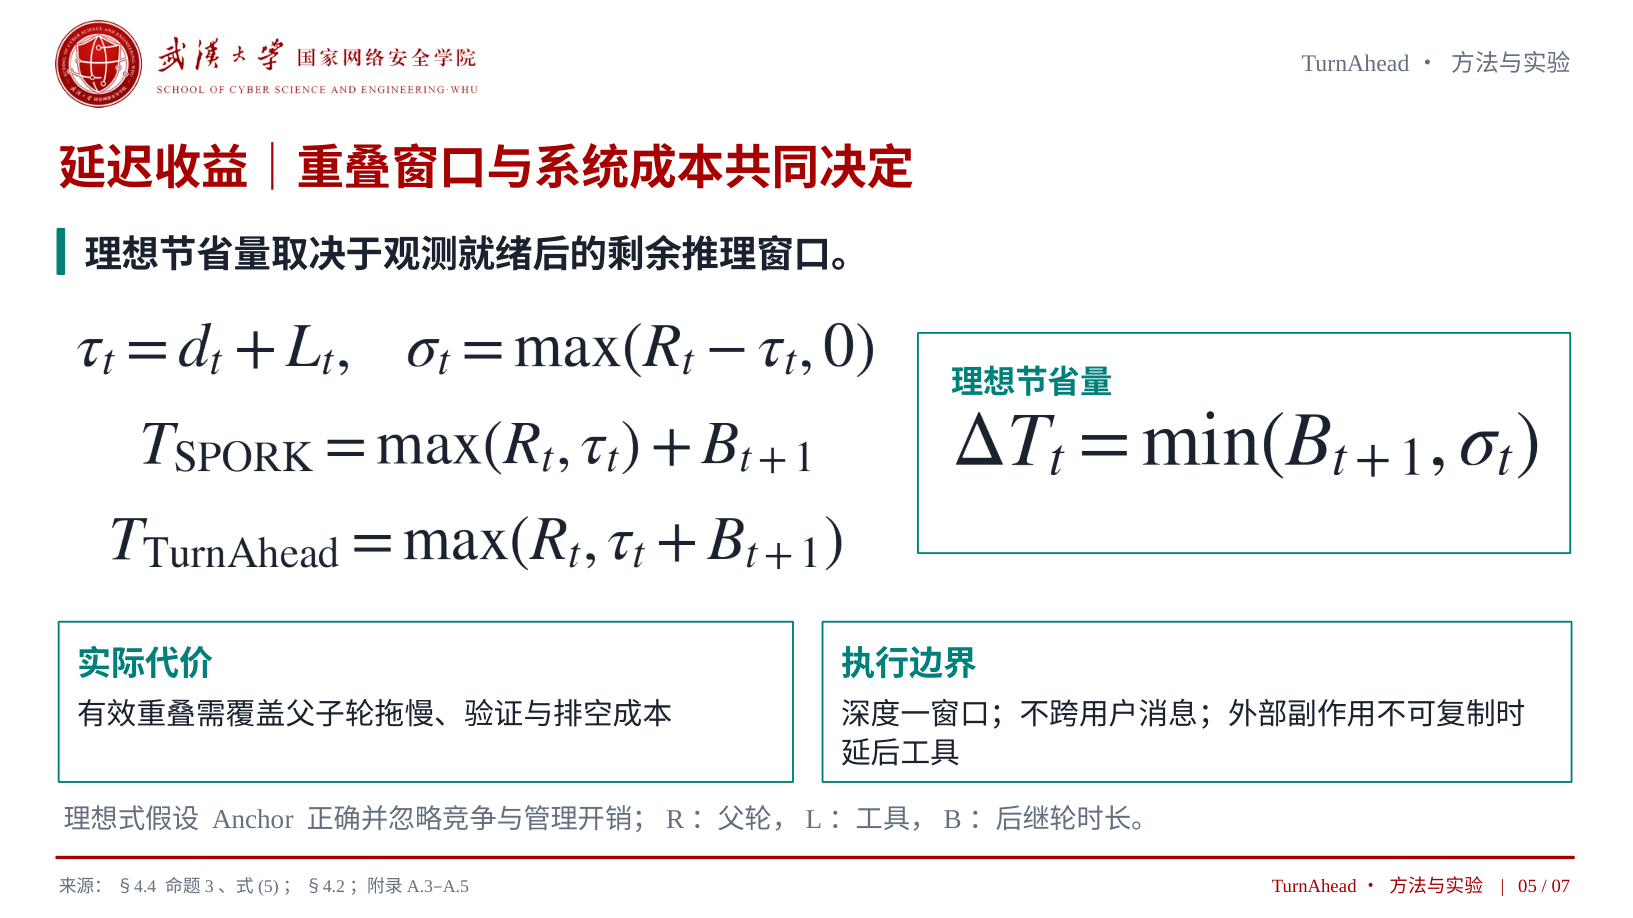 武漢大学 国家网络安全学院
SCHOOL OF CYBER SCIENCE AND ENGINEERING·WHU
TurnAhead · 方法与实验
延迟收益｜重叠窗口与系统成本共同决定
理想节省量取决于观测就绪后的剩余推理窗口。
τ_t = d_t + L_t, σ_t = max(R_t − τ_t, 0)
T_SPORK = max(R_t, τ_t) + B_{t+1}
T_TurnAhead = max(R_t, τ_t + B_{t+1})
理想节省量
ΔT_t = min(B_{t+1}, σ_t)
实际代价
有效重叠需覆盖父子轮拖慢、验证与排空成本
执行边界
深度一窗口；不跨用户消息；外部副作用不可复制时
延后工具
理想式假设 Anchor 正确并忽略竞争与管理开销； R：父轮， L：工具， B：后继轮时长。
来源： §4.4 命题 3、式 (5)； §4.2；附录 A.3–A.5
TurnAhead · 方法与实验 | 05 / 07